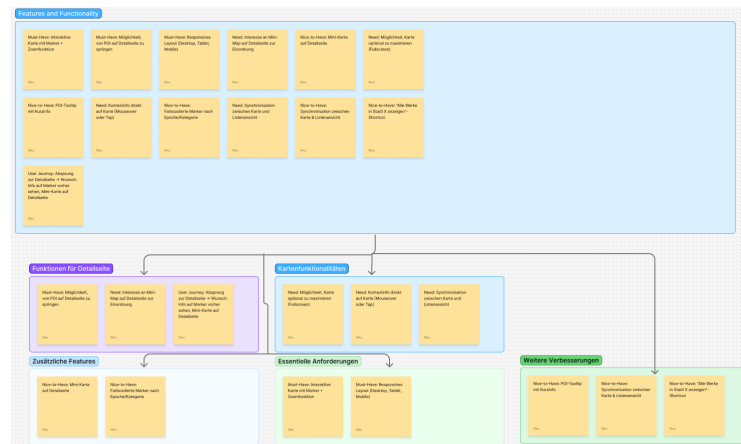 Features and Functionality
Must-Have: Interaktive
Karte mit Marker +
Zoomfunktion
Must-Have: Möglichkeit,
von POI auf Detailseite zu
springen
Must-Have: Responsives
Layout (Desktop, Tablet,
Mobile)
Need: Interesse an Mini-
Map auf Detailseite zur
Einordnung
Nice-to-Have: Mini-Karte
auf Detailseite
Need: Möglichkeit, Karte
optional zu maximieren
(Fullscreen)
Nice-to-Have: POI-Tooltip
mit Kurzinfo
Need: Kontextinfo direkt
auf Karte (Mouseover
oder Tap)
Nice-to-Have:
Farbcodierte Marker nach
Epoche/Kategorie
Need: Synchronisation
zwischen Karte und
Listenansicht
Nice-to-Have:
Synchronisation zwischen
Karte & Listenansicht
Nice-to-Have: "Alle Werke
in Stadt X anzeigen"-
Shortcut
User Journey: Absprung
zur Detailseite → Wunsch:
Info auf Marker vorher
sehen, Mini-Karte auf
Detailseite
Funktionen für Detailseite
Must-Have: Möglichkeit,
von POI auf Detailseite zu
springen
Need: Interesse an Mini-
Map auf Detailseite zur
Einordnung
User Journey: Absprung
zur Detailseite → Wunsch:
Info auf Marker vorher
sehen, Mini-Karte auf
Detailseite
Kartenfunktionalitäten
Need: Möglichkeit, Karte
optional zu maximieren
(Fullscreen)
Need: Kontextinfo direkt
auf Karte (Mouseover
oder Tap)
Need: Synchronisation
zwischen Karte und
Listenansicht
Zusätzliche Features
Nice-to-Have: Mini-Karte
auf Detailseite
Nice-to-Have:
Farbcodierte Marker nach
Epoche/Kategorie
Essentielle Anforderungen
Must-Have: Interaktive
Karte mit Marker +
Zoomfunktion
Must-Have: Responsives
Layout (Desktop, Tablet,
Mobile)
Weitere Verbesserungen
Nice-to-Have: POI-Tooltip
mit Kurzinfo
Nice-to-Have:
Synchronisation zwischen
Karte & Listenansicht
Nice-to-Have: "Alle Werke
in Stadt X anzeigen"-
Shortcut